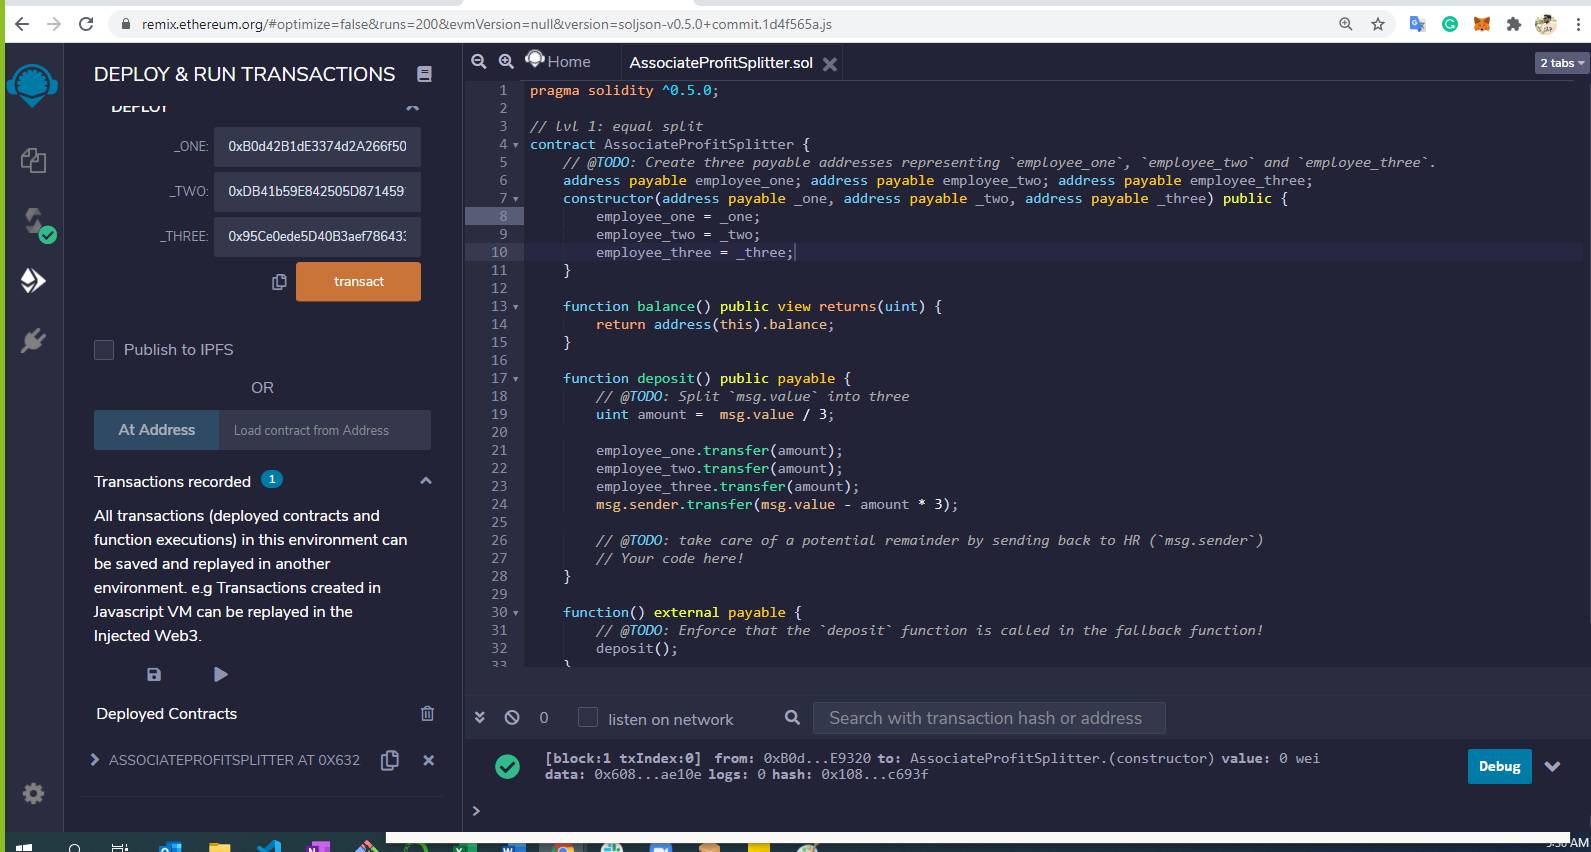 remix.ethereum.org/#optimize=false&runs=200&evmVersion=null&version=soljson-v0.5.0+commit.1d4f565a.js
DEPLOY & RUN TRANSACTIONS
DEPLOY
_ONE: 0xB0d42B1dE3374d2A266f50
_TWO: 0xDB41b59E842505D871459
_THREE: 0x95Ce0ede5D40B3aef78643
transact
Publish to IPFS
OR
At Address Load contract from Address
Transactions recorded 1
All transactions (deployed contracts and
function executions) in this environment can
be saved and replayed in another
environment. e.g Transactions created in
Javascript VM can be replayed in the
Injected Web3.
Deployed Contracts
ASSOCIATEPROFITSPLITTER AT 0X632
Home AssociateProfitSplitter.sol 2 tabs
1 pragma solidity ^0.5.0;
2
3 // lvl 1: equal split
4 contract AssociateProfitSplitter {
5 // @TODO: Create three payable addresses representing `employee_one`, `employee_two` and `employee_three`.
6 address payable employee_one; address payable employee_two; address payable employee_three;
7 constructor(address payable _one, address payable _two, address payable _three) public {
8 employee_one = _one;
9 employee_two = _two;
10 employee_three = _three;
11 }
12
13 function balance() public view returns(uint) {
14 return address(this).balance;
15 }
16
17 function deposit() public payable {
18 // @TODO: Split `msg.value` into three
19 uint amount =  msg.value / 3;
20
21 employee_one.transfer(amount);
22 employee_two.transfer(amount);
23 employee_three.transfer(amount);
24 msg.sender.transfer(msg.value - amount * 3);
25
26 // @TODO: take care of a potential remainder by sending back to HR (`msg.sender`)
27 // Your code here!
28 }
29
30 function() external payable {
31 // @TODO: Enforce that the `deposit` function is called in the fallback function!
32 deposit();
33 }
0 listen on network Search with transaction hash or address
[block:1 txIndex:0] from: 0xB0d...E9320 to: AssociateProfitSplitter.(constructor) value: 0 wei
data: 0x608...ae10e logs: 0 hash: 0x108...c693f
Debug
>
AM